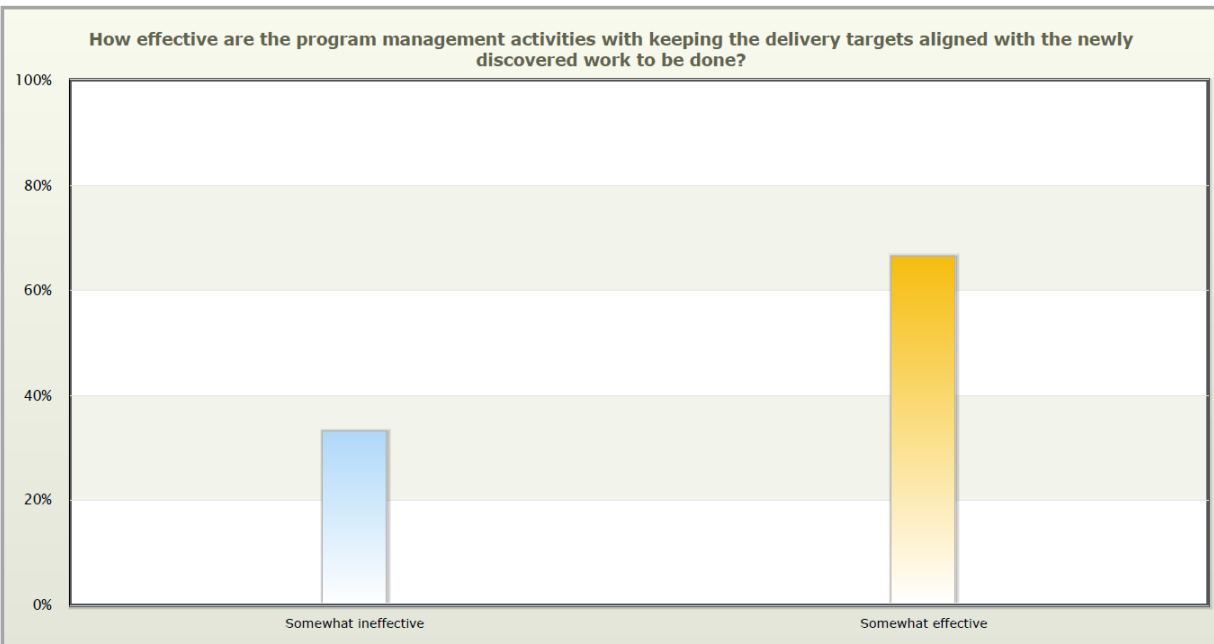 How effective are the program management activities with keeping the delivery targets aligned with the newly
discovered work to be done?
100%
80%
60%
40%
20%
0%
Somewhat ineffective
Somewhat effective